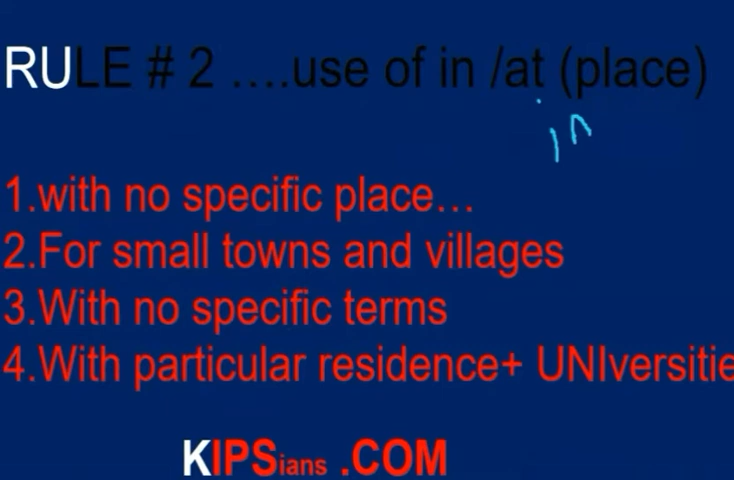 RULE # 2 ....use of in /at (place)
in
1.with no specific place...
2.For small towns and villages
3.With no specific terms
4.With particular residence+ UNIversitie
KIPSians .COM